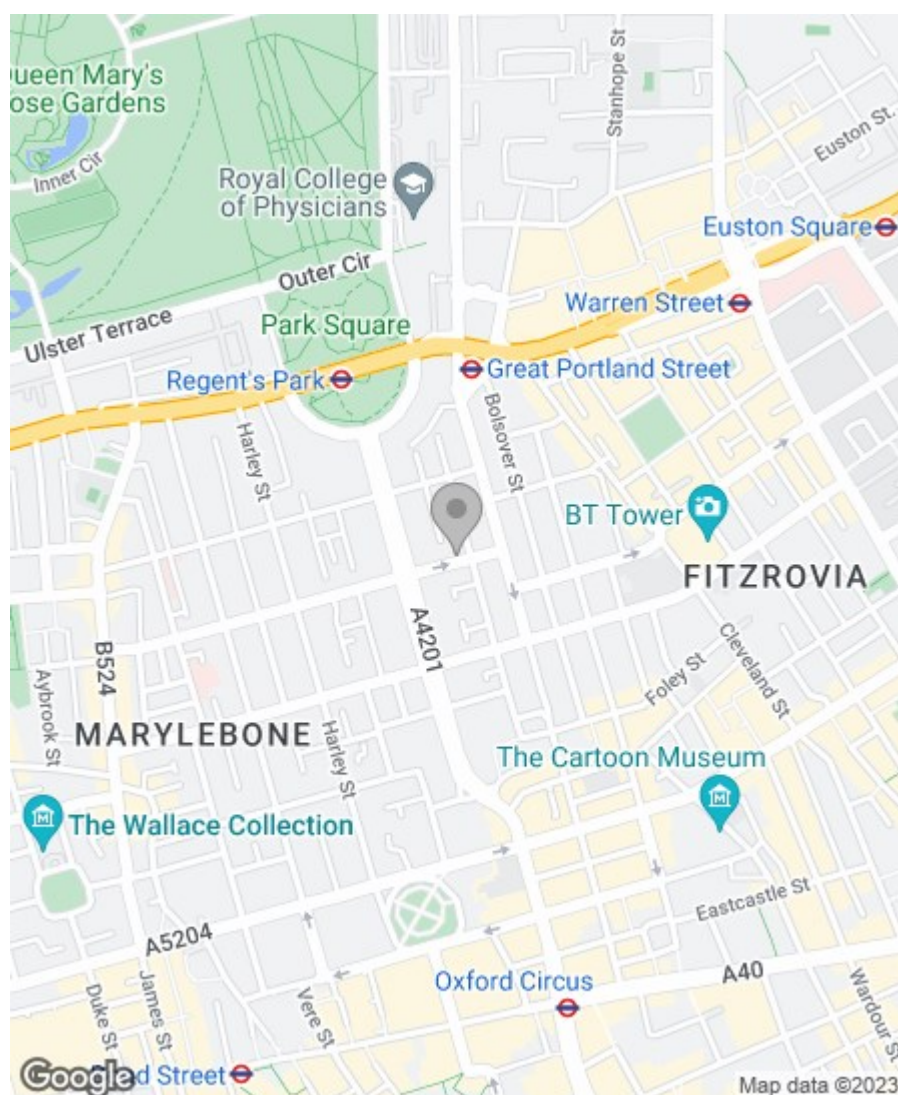 Stanhope St
ueen Mary's
ose Gardens
Euston St.
Inner Cir
Royal College
of Physicians
Euston Square
Outer Cir
Warren Street
Ulster Terrace
Park Square
Regent's Park
Great Portland Street
Harley St
Bolsover St
BT Tower
FITZROVIA
A4201
B524
Aybrook St
Foley St
Cleveland St
MARYLEBONE
Harley St
The Cartoon Museum
The Wallace Collection
Eastcastle St
A5204
A40
Oxford Circus
Duke St
James St
Vere St
Wardour St
Google
nd Street
Map data ©2023